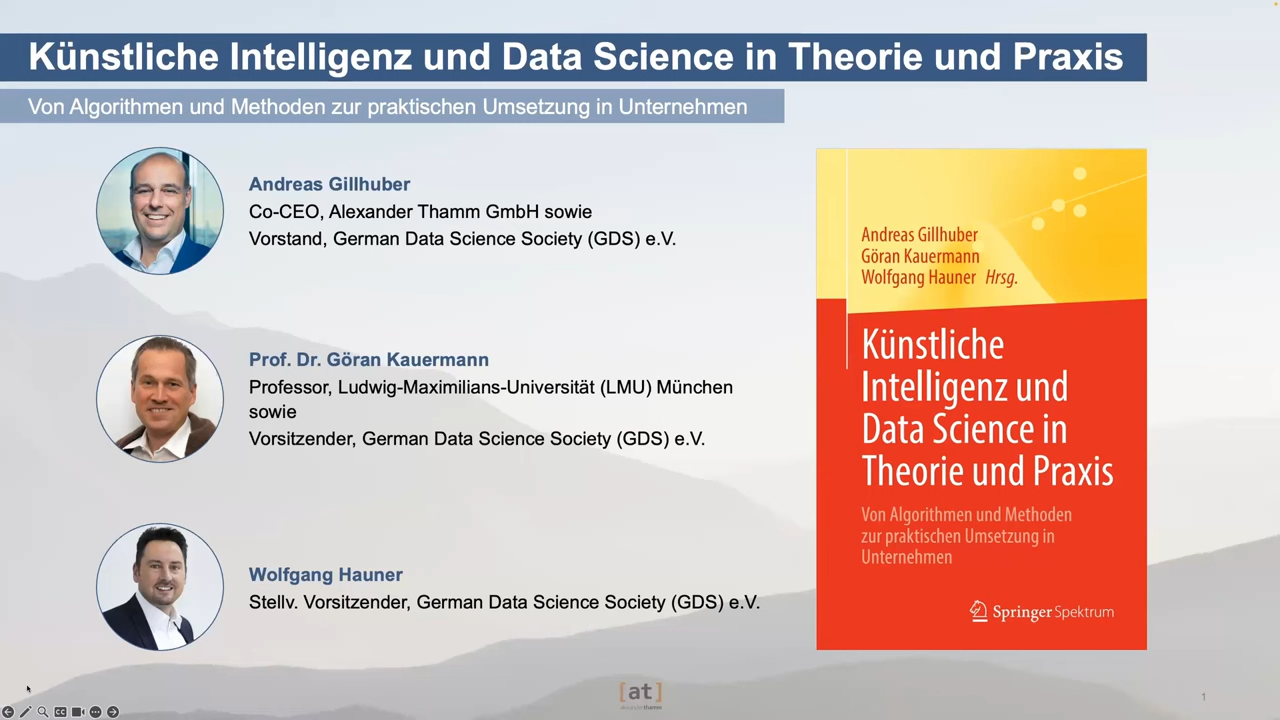 Künstliche Intelligenz und Data Science in Theorie und Praxis
Von Algorithmen und Methoden zur praktischen Umsetzung in Unternehmen
Andreas Gillhuber
Co-CEO, Alexander Thamm GmbH sowie
Vorstand, German Data Science Society (GDS) e.V.
Prof. Dr. Göran Kauermann
Professor, Ludwig-Maximilians-Universität (LMU) München
sowie
Vorsitzender, German Data Science Society (GDS) e.V.
Wolfgang Hauner
Stellv. Vorsitzender, German Data Science Society (GDS) e.V.
Andreas Gillhuber
Göran Kauermann
Wolfgang Hauner Hrsg.
Künstliche
Intelligenz und
Data Science in
Theorie und Praxis
Von Algorithmen und Methoden
zur praktischen Umsetzung in
Unternehmen
Springer Spektrum
[at]
alexanderthamm
1